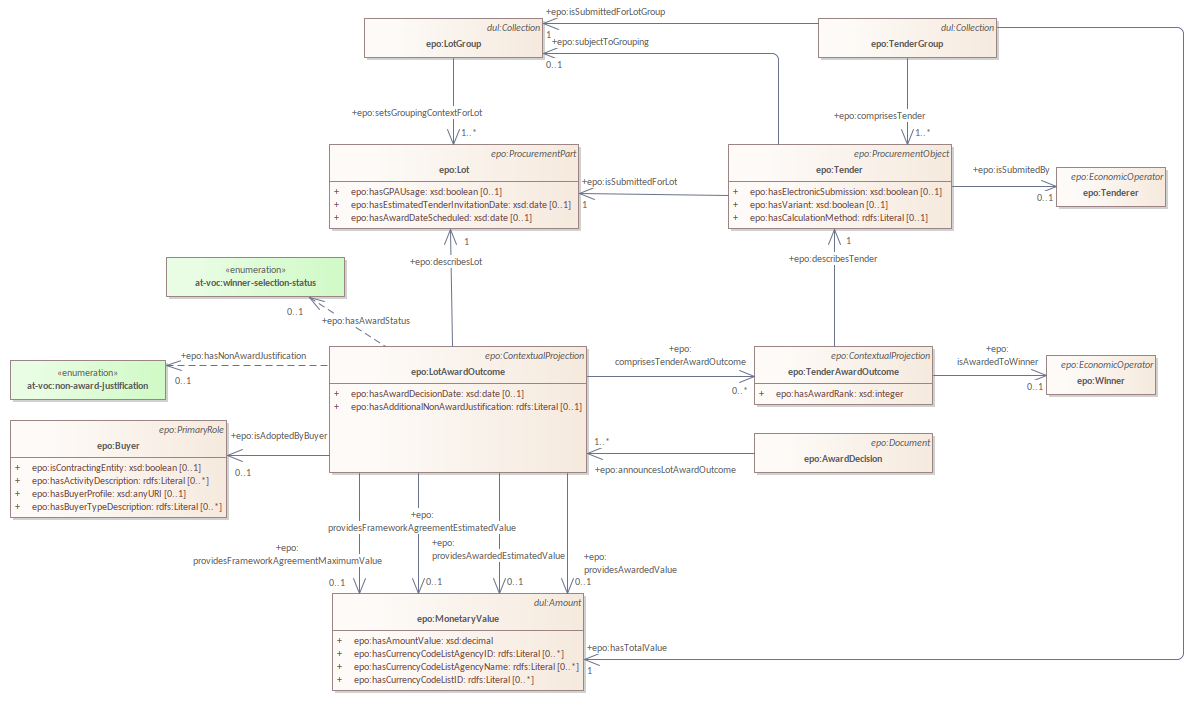 +epo:isSubmittedForLotGroup
dul:Collection
epo:LotGroup
1
+epo:subjectToGrouping
0..1
dul:Collection
epo:TenderGroup
+epo:setsGroupingContextForLot
1..*
+epo:comprisesTender
1..*
epo:ProcurementPart
epo:Lot
+ epo:hasGPAUsage: xsd:boolean [0..1]
+ epo:hasEstimatedTenderInvitationDate: xsd:date [0..1]
+ epo:hasAwardDateScheduled: xsd:date [0..1]
+epo:isSubmittedForLot
1
epo:ProcurementObject
epo:Tender
+ epo:hasElectronicSubmission: xsd:boolean [0..1]
+ epo:hasVariant: xsd:boolean [0..1]
+ epo:hasCalculationMethod: rdfs:Literal [0..1]
+epo:isSubmitedBy
0..1
epo:EconomicOperator
epo:Tenderer
1
+epo:describesLot
1
+epo:describesTender
«enumeration»
at-voc:winner-selection-status
0..1
+epo:hasAwardStatus
+epo:hasNonAwardJustification
0..1
«enumeration»
at-voc:non-award-justification
epo:ContextualProjection
epo:LotAwardOutcome
+ epo:hasAwardDecisionDate: xsd:date [0..1]
+ epo:hasAdditionalNonAwardJustification: rdfs:Literal [0..1]
+epo:
comprisesTenderAwardOutcome
0..*
epo:ContextualProjection
epo:TenderAwardOutcome
+ epo:hasAwardRank: xsd:integer
+epo:
isAwardedToWinner
0..1
epo:EconomicOperator
epo:Winner
epo:PrimaryRole
epo:Buyer
+ epo:isContractingEntity: xsd:boolean [0..1]
+ epo:hasActivityDescription: rdfs:Literal [0..*]
+ epo:hasBuyerProfile: xsd:anyURI [0..1]
+ epo:hasBuyerTypeDescription: rdfs:Literal [0..*]
+epo:isAdoptedByBuyer
0..1
1..*
+epo:announcesLotAwardOutcome
epo:Document
epo:AwardDecision
+epo:
providesFrameworkAgreementEstimatedValue
+epo:
providesFrameworkAgreementMaximumValue
+epo:
providesAwardedEstimatedValue
+epo:
providesAwardedValue
0..1
0..1
0..1
0..1
dul:Amount
epo:MonetaryValue
+ epo:hasAmountValue: xsd:decimal
+ epo:hasCurrencyCodeListAgencyID: rdfs:Literal [0..*]
+ epo:hasCurrencyCodeListAgencyName: rdfs:Literal [0..*]
+ epo:hasCurrencyCodeListID: rdfs:Literal [0..*]
+epo:hasTotalValue
1